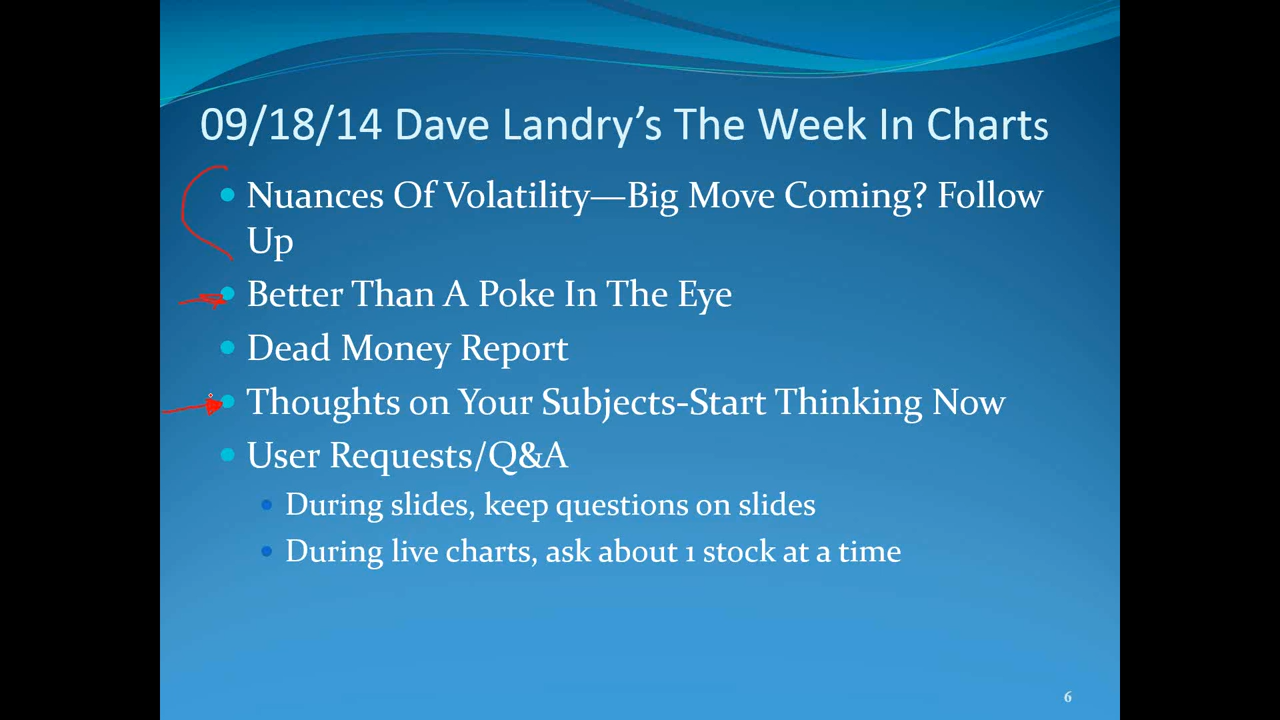 09/18/14 Dave Landry’s The Week In Charts
Nuances Of Volatility—Big Move Coming? Follow
Up
Better Than A Poke In The Eye
Dead Money Report
Thoughts on Your Subjects-Start Thinking Now
User Requests/Q&A
During slides, keep questions on slides
During live charts, ask about 1 stock at a time
6